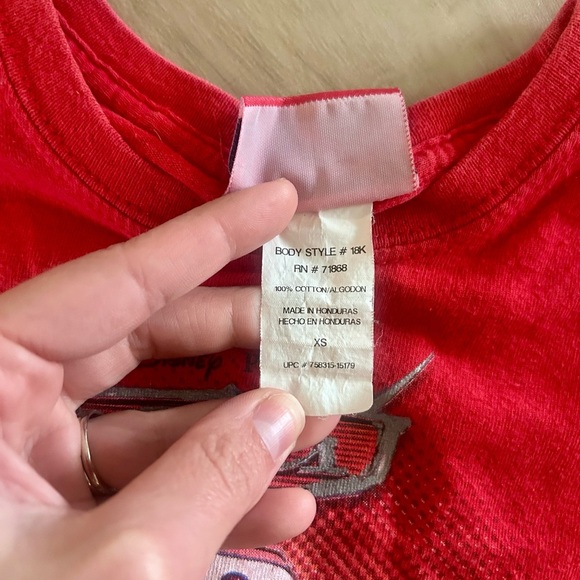 BODY STYLE # 18K
RN # 71868
100% COTTON/ALGODON
MADE IN HONDURAS
HECHO EN HONDURAS
XS
UPC # 758315-15179